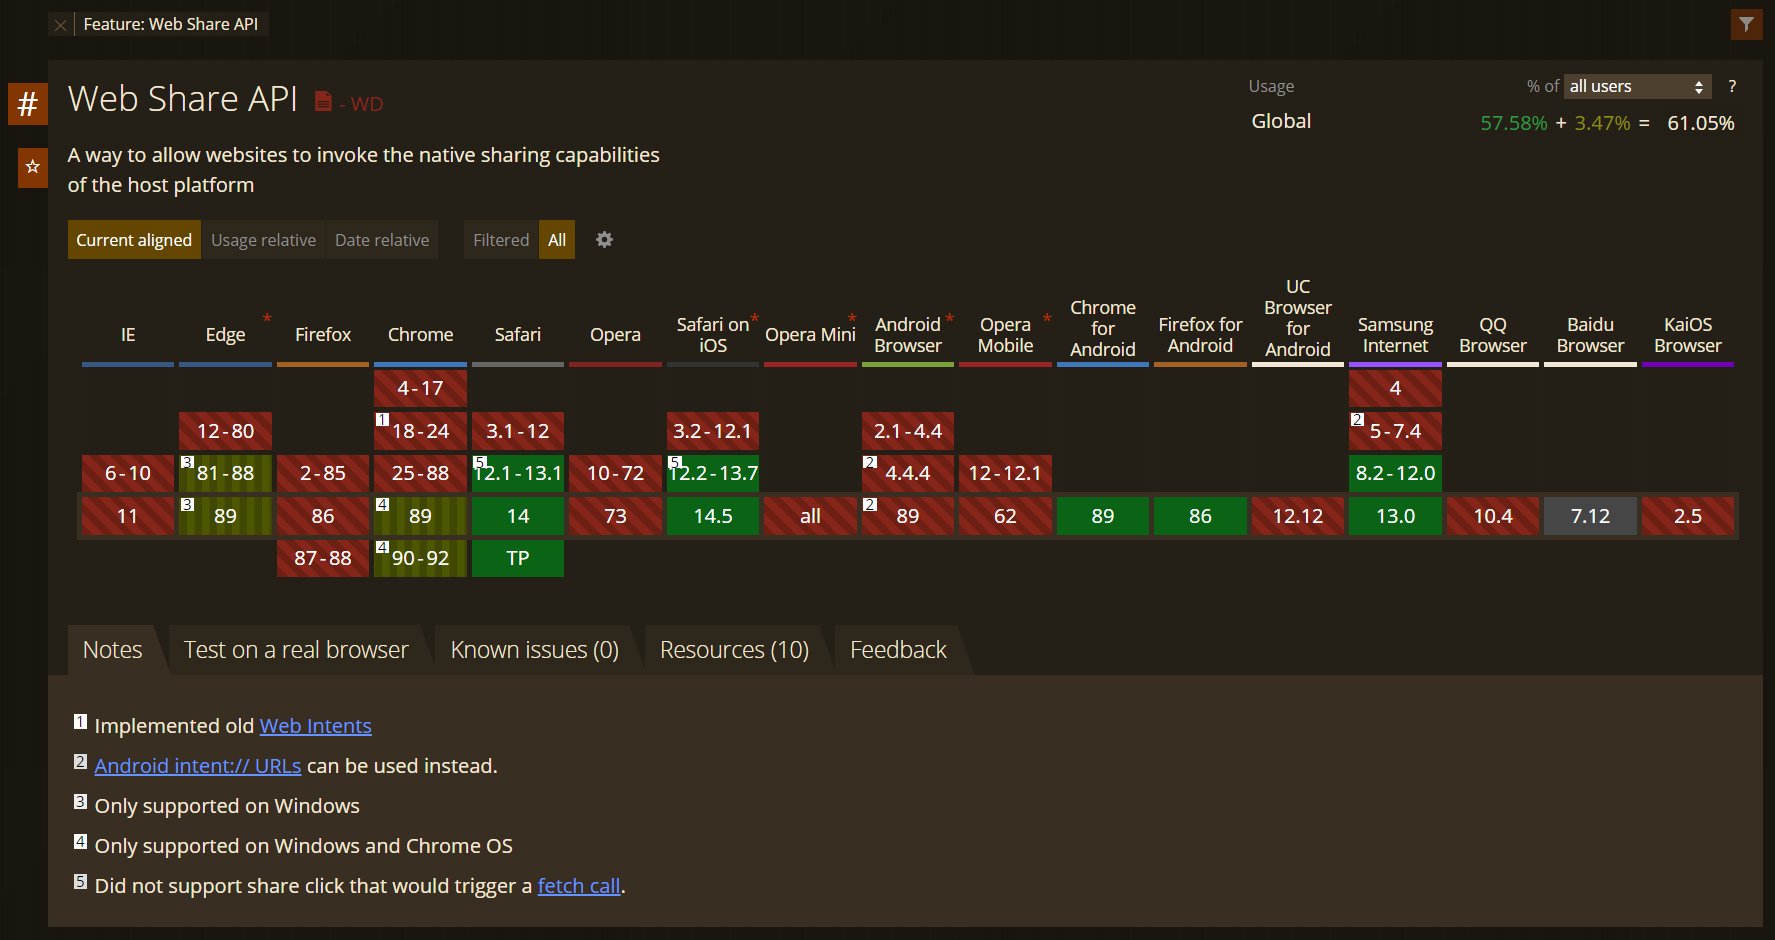 Feature: Web Share API
# Web Share API - WD
Usage % of all users ?
Global 57.58% + 3.47% = 61.05%
A way to allow websites to invoke the native sharing capabilities
of the host platform
Current aligned Usage relative Date relative Filtered All
IE Edge * Firefox Chrome Safari Opera Safari on iOS * Opera Mini * Android Browser * Opera Mobile * Chrome for Android Firefox for Android UC Browser for Android Samsung Internet QQ Browser Baidu Browser KaiOS Browser
4-17 4
12-80 1 18-24 3.1-12 3.2-12.1 2.1-4.4 2 5-7.4
6-10 3 81-88 2-85 25-88 5 12.1-13.1 10-72 5 12.2-13.7 2 4.4.4 12-12.1 8.2-12.0
11 3 89 86 4 89 14 73 14.5 all 2 89 62 89 86 12.12 13.0 10.4 7.12 2.5
87-88 4 90-92 TP
Notes Test on a real browser Known issues (0) Resources (10) Feedback
1 Implemented old Web Intents
2 Android intent:// URLs can be used instead.
3 Only supported on Windows
4 Only supported on Windows and Chrome OS
5 Did not support share click that would trigger a fetch call.